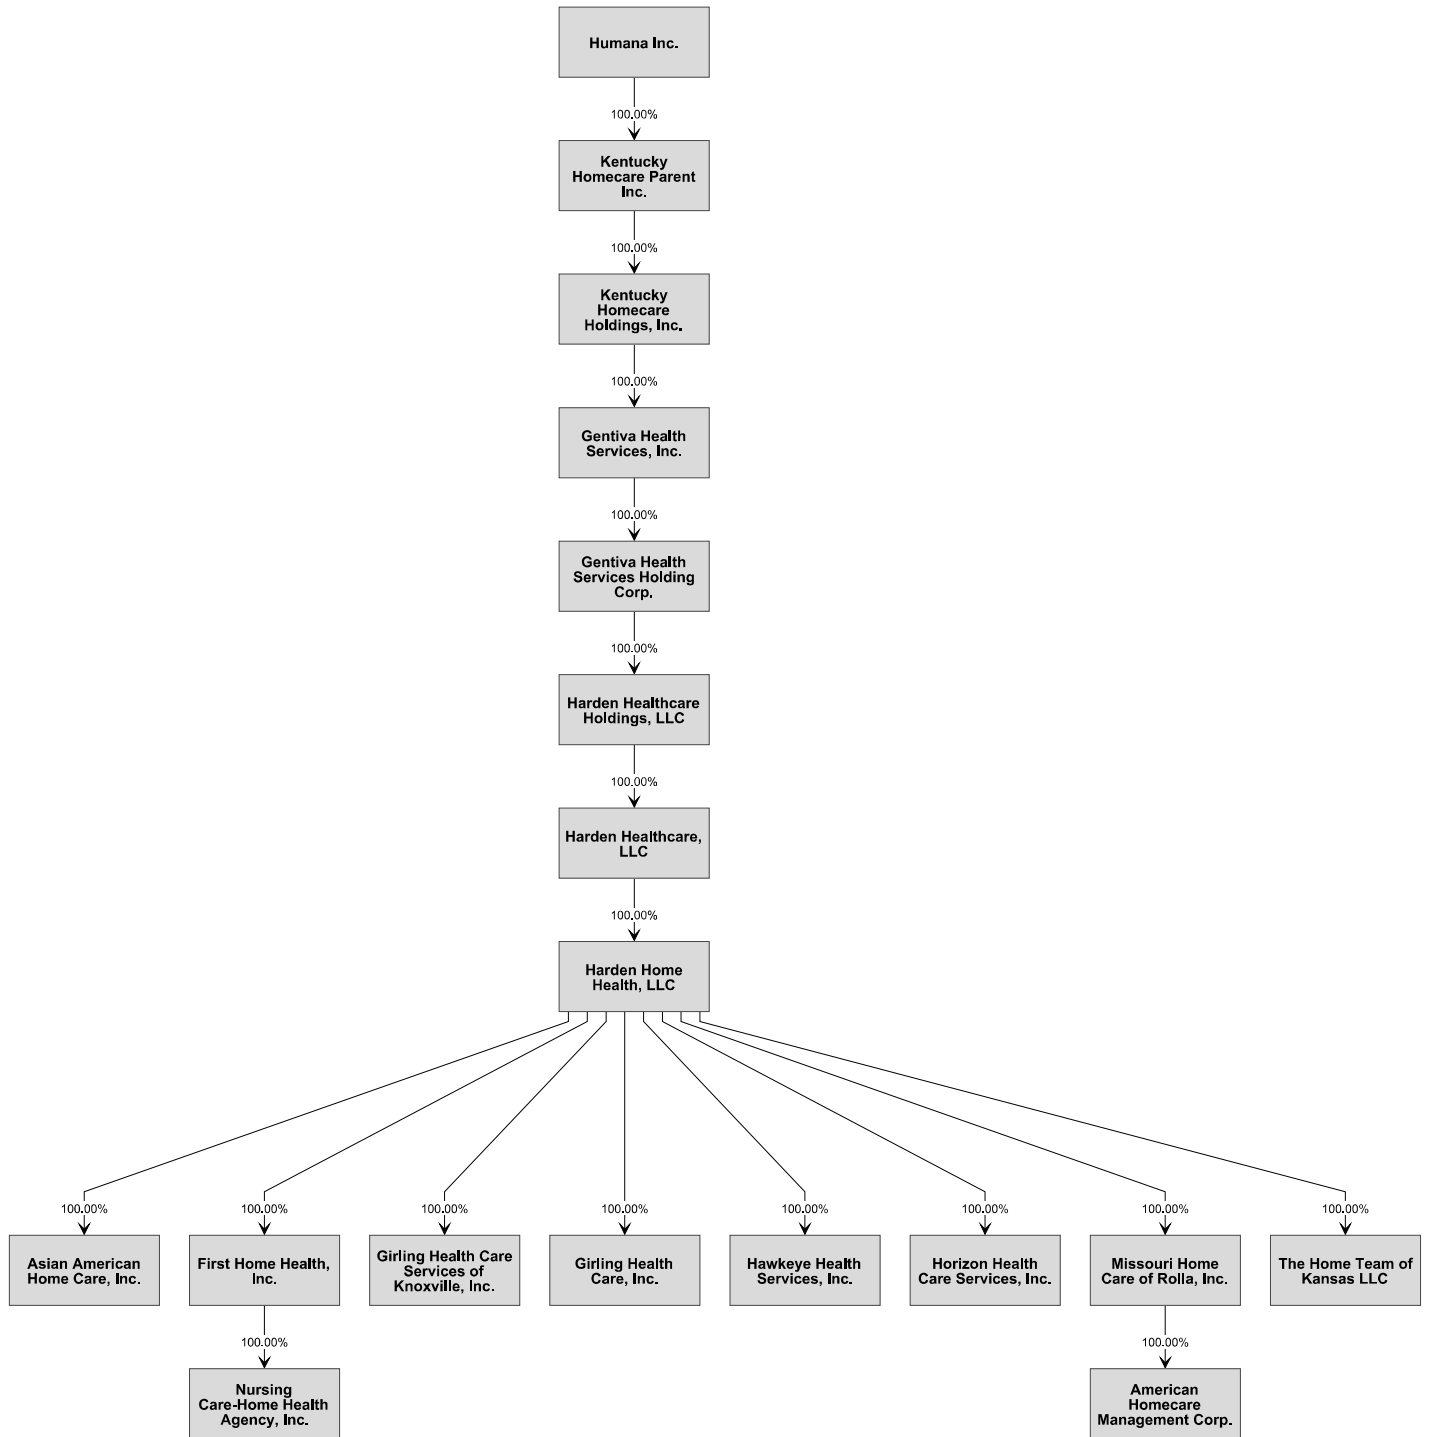 Humana Inc.
100.00%
Kentucky
Homecare Parent
Inc.
100.00%
Kentucky
Homecare
Holdings, Inc.
100.00%
Gentiva Health
Services, Inc.
100.00%
Gentiva Health
Services Holding
Corp.
100.00%
Harden Healthcare
Holdings, LLC
100.00%
Harden Healthcare,
LLC
100.00%
Harden Home
Health, LLC
100.00%
Asian American
Home Care, Inc.
100.00%
First Home Health,
Inc.
100.00%
Girling Health Care
Services of
Knoxville, Inc.
100.00%
Girling Health
Care, Inc.
100.00%
Hawkeye Health
Services, Inc.
100.00%
Horizon Health
Care Services, Inc.
100.00%
Missouri Home
Care of Rolla, Inc.
100.00%
The Home Team of
Kansas LLC
100.00%
Nursing
Care-Home Health
Agency, Inc.
100.00%
American
Homecare
Management Corp.